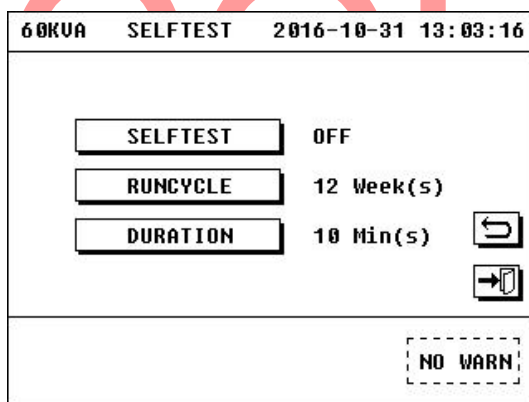 60KVA SELFTEST 2016-10-31 13:03:16
SELFTEST OFF
RUNCYCLE 12 Week(s)
DURATION 10 Min(s)
NO WARN